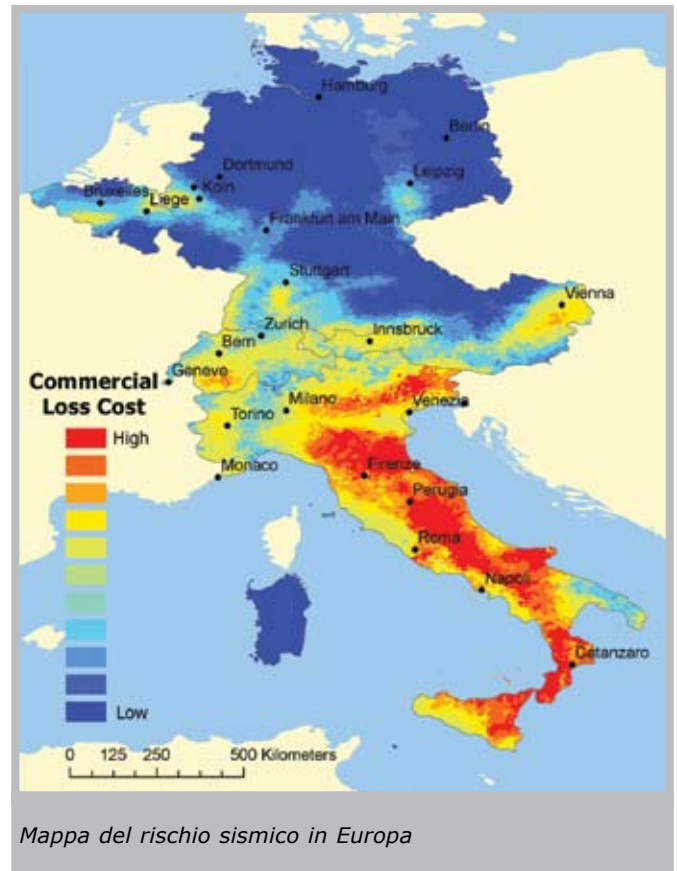 Hamburg
Berlin
Dortmund
Leipzig
Koln
Bruxelles
Liege
Frankfurt am Main
Stuttgart
Vienna
Zurich
Innsbruck
Bern
Geneve
Commercial
Loss Cost
High
Milano
Venezia
Torino
Monaco
Firenze
Perugia
Roma
Napoli
Catanzaro
Low
0 125 250 500 Kilometers
Mappa del rischio sismico in Europa